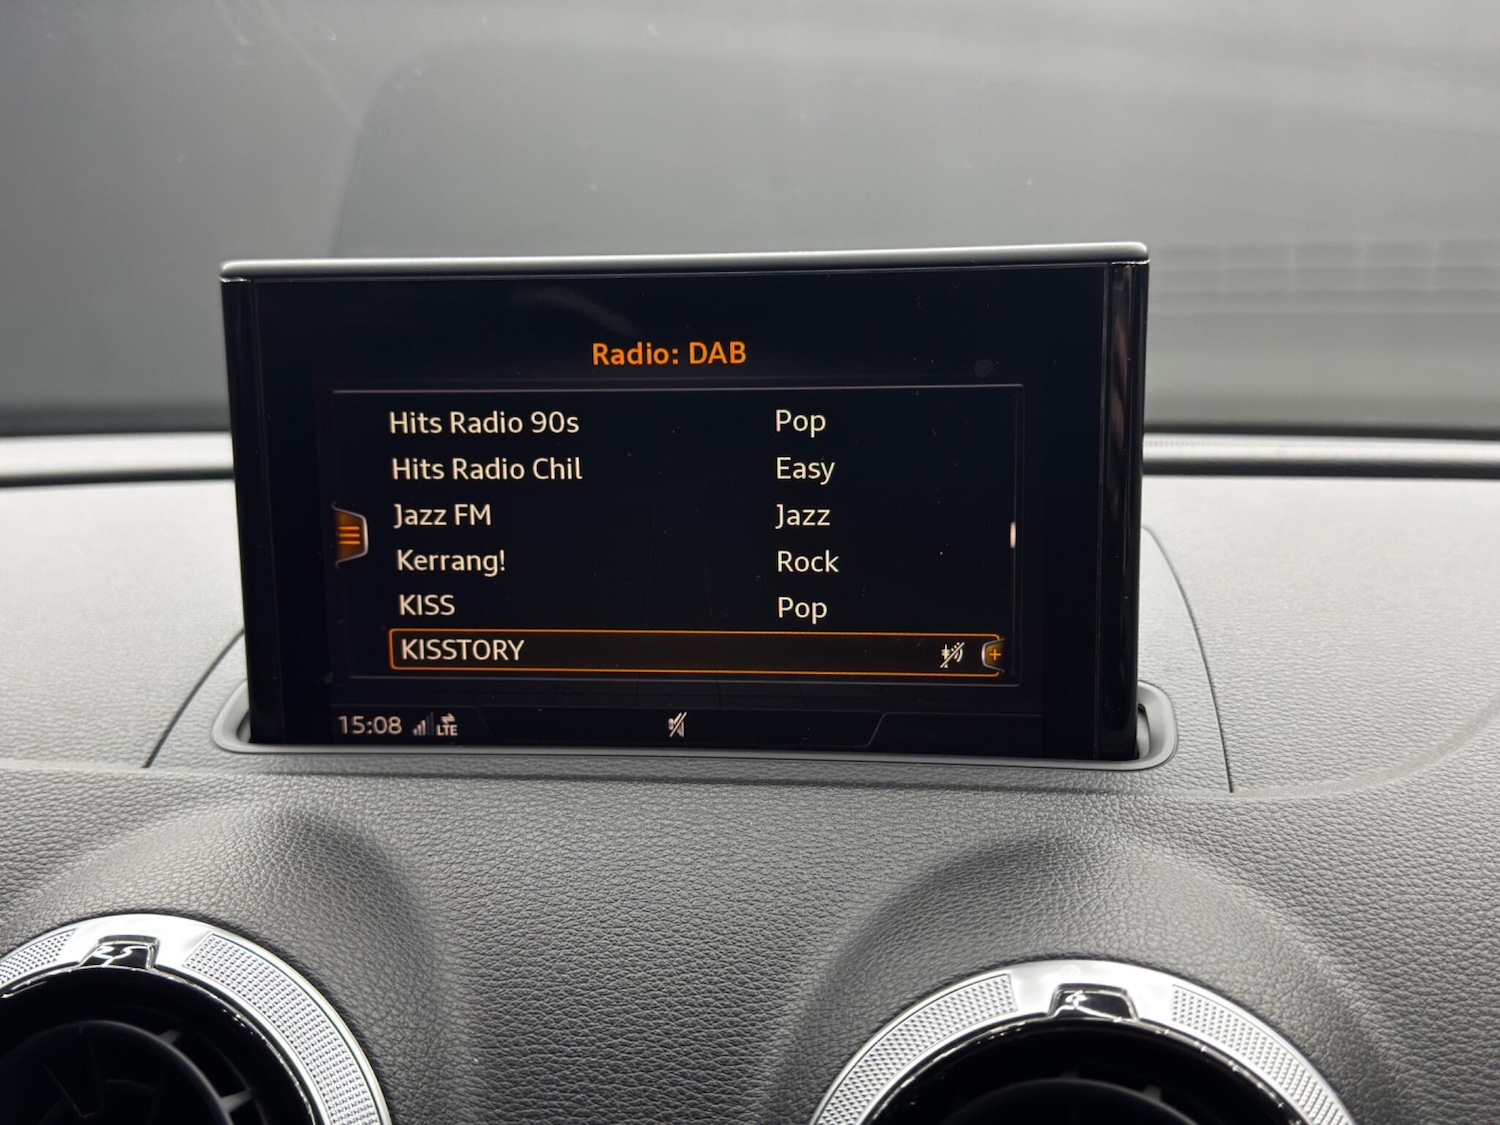 Radio: DAB
Hits Radio 90s Pop
Hits Radio Chil Easy
Jazz FM Jazz
Kerrang! Rock
KISS Pop
KISSTORY
15:08 LTE